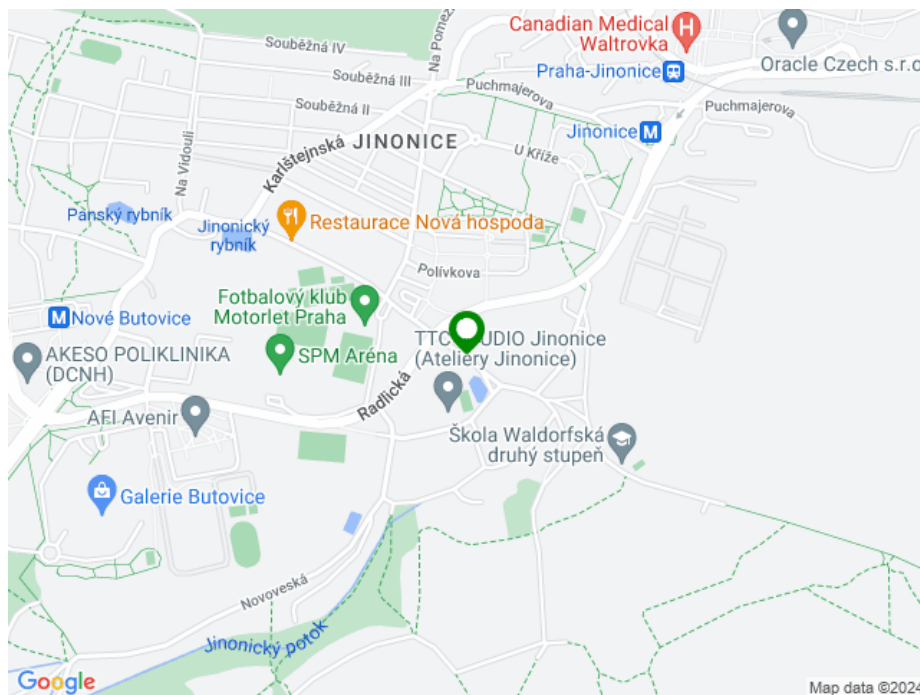 Canadian Medical
Waltrovka
H
Oracle Czech s.r.o
Praha-Jinonice
Souběžná IV
Na Pomez
Souběžná III
Puchmajerova
Puchmajerova
Souběžná II
Jinonice M
JINONICE
U Kříže
Na Vidouli
Karlštejnská
Panský rybník
Jinonický
rybník
Restaurace Nová hospoda
Polívkova
Fotbalový klub
Motorlet Praha
M Nové Butovice
TTC
UDIO Jinonice
(Ateliéry Jinonice)
SPM Aréna
AKESO POLIKLINIKA
(DCNH)
Radlická
AFI Avenir
Škola Waldorfská
druhý stupeň
Galerie Butovice
Novoveská
Jinonický potok
Google
Map data ©2024